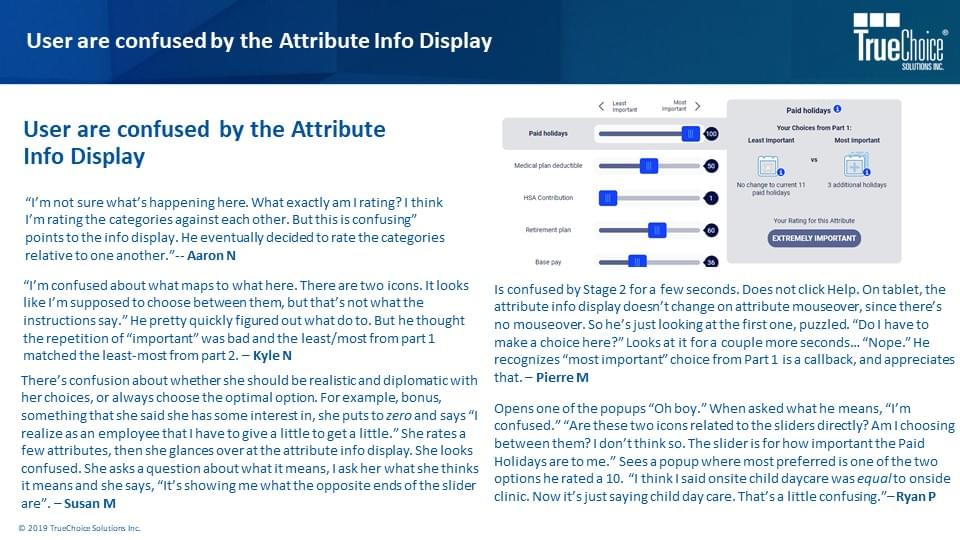 User are confused by the Attribute Info Display
TrueChoice®
SOLUTIONS INC.
User are confused by the Attribute
Info Display
“I’m not sure what’s happening here. What exactly am I rating? I think
I’m rating the categories against each other. But this is confusing”
points to the info display. He eventually decided to rate the categories
relative to one another.”-- Aaron N
“I’m confused about what maps to what here. There are two icons. It looks
like I’m supposed to choose between them, but that’s not what the
instructions say.” He pretty quickly figured out what do to. But he thought
the repetition of “important” was bad and the least/most from part 1
matched the least-most from part 2. – Kyle N
There’s confusion about whether she should be realistic and diplomatic with
her choices, or always choose the optimal option. For example, bonus,
something that she said she has some interest in, she puts to zero and says “I
realize as an employee that I have to give a little to get a little.” She rates a
few attributes, then she glances over at the attribute info display. She looks
confused. She asks a question about what it means, I ask her what she thinks
it means and she says, “It’s showing me what the opposite ends of the slider
are”. – Susan M
Least Important
Most Important
Paid holidays
100
Medical plan deductible
50
HSA Contribution
1
Retirement plan
60
Base pay
36
Paid holidays
Your Choices from Part 1:
Least Important
Most Important
vs
No change to current 11
paid holidays
3 additional holidays
Your Rating for this Attribute
EXTREMELY IMPORTANT
Is confused by Stage 2 for a few seconds. Does not click Help. On tablet, the
attribute info display doesn’t change on attribute mouseover, since there’s
no mouseover. So he’s just looking at the first one, puzzled. “Do I have to
make a choice here?” Looks at it for a couple more seconds... “Nope.” He
recognizes “most important” choice from Part 1 is a callback, and appreciates
that. – Pierre M
Opens one of the popups “Oh boy.” When asked what he means, “I’m
confused.” “Are these two icons related to the sliders directly? Am I choosing
between them? I don’t think so. The slider is for how important the Paid
Holidays are to me.” Sees a popup where most preferred is one of the two
options he rated a 10. “I think I said onsite child daycare was equal to onside
clinic. Now it’s just saying child day care. That’s a little confusing.”– Ryan P
© 2019 TrueChoice Solutions Inc.